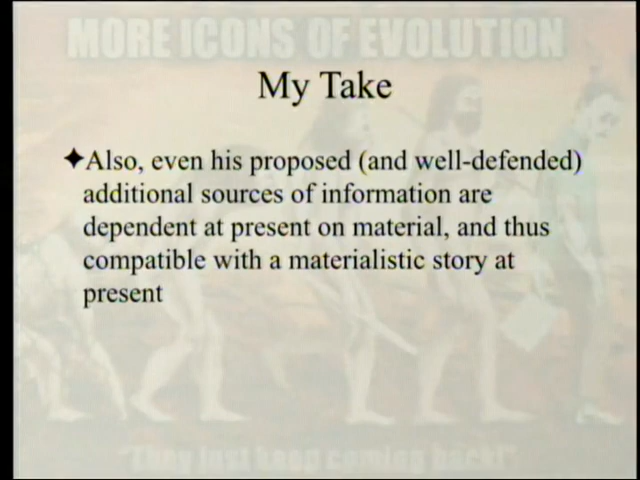 MORE ICONS OF EVOLUTION
My Take
✦Also, even his proposed (and well-defended)
additional sources of information are
dependent at present on material, and thus
compatible with a materialistic story at
present
"They just keep coming back!"